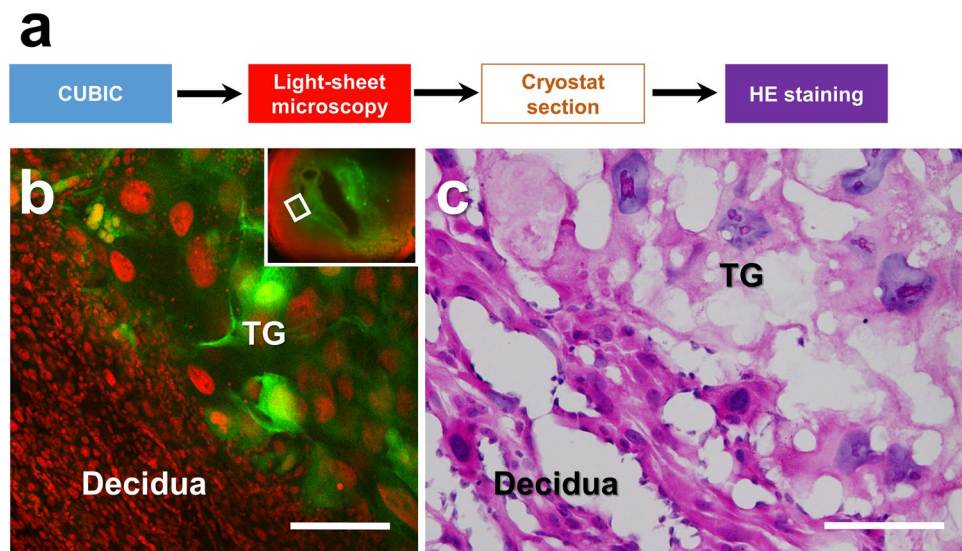 a
CUBIC
Light-sheet
microscopy
Cryostat
section
HE staining
b
TG
Decidua
c
TG
Decidua